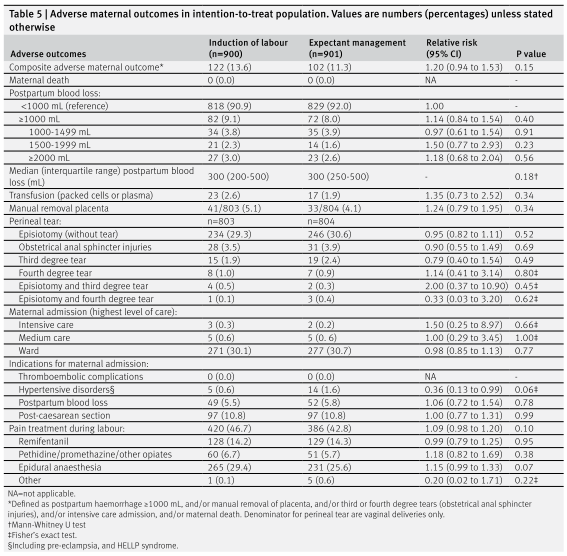 Table 5 | Adverse maternal outcomes in intention-to-treat population. Values are numbers (percentages) unless stated
otherwise
Adverse outcomes Induction of labour (n=900) Expectant management (n=901) Relative risk (95% CI) P value
Composite adverse maternal outcome* 122 (13.6) 102 (11.3) 1.20 (0.94 to 1.53) 0.15
Maternal death 0 (0.0) 0 (0.0) NA -
Postpartum blood loss:
<1000 mL (reference) 818 (90.9) 829 (92.0) 1.00
≥1000 mL 82 (9.1) 72 (8.0) 1.14 (0.84 to 1.54) 0.40
1000-1499 mL 34 (3.8) 35 (3.9) 0.97 (0.61 to 1.54) 0.91
1500-1999 mL 21 (2.3) 14 (1.6) 1.50 (0.77 to 2.93) 0.23
≥2000 mL 27 (3.0) 23 (2.6) 1.18 (0.68 to 2.04) 0.56
Median (interquartile range) postpartum blood
loss (mL) 300 (200-500) 300 (250-500) - 0.18†
Transfusion (packed cells or plasma) 23 (2.6) 17 (1.9) 1.35 (0.73 to 2.52) 0.34
Manual removal placenta 41/803 (5.1) 33/804 (4.1) 1.24 (0.79 to 1.95) 0.34
Perineal tear: n=803 n=804
Episiotomy (without tear) 234 (29.3) 246 (30.6) 0.95 (0.82 to 1.11) 0.52
Obstetrical anal sphincter injuries 28 (3.5) 31 (3.9) 0.90 (0.55 to 1.49) 0.69
Third degree tear 15 (1.9) 19 (2.4) 0.79 (0.40 to 1.54) 0.49
Fourth degree tear 8 (1.0) 7 (0.9) 1.14 (0.41 to 3.14) 0.80‡
Episiotomy and third degree tear 4 (0.5) 2 (0.3) 2.00 (0.37 to 10.90) 0.45‡
Episiotomy and fourth degree tear 1 (0.1) 3 (0.4) 0.33 (0.03 to 3.20) 0.62‡
Maternal admission (highest level of care):
Intensive care 3 (0.3) 2 (0.2) 1.50 (0.25 to 8.97) 0.66‡
Medium care 5 (0.6) 5 (0. 6) 1.00 (0.29 to 3.45) 1.00‡
Ward 271 (30.1) 277 (30.7) 0.98 (0.85 to 1.13) 0.77
Indications for maternal admission:
Thromboembolic complications 0 (0.0) 0 (0.0) NA -
Hypertensive disorders§ 5 (0.6) 14 (1.6) 0.36 (0.13 to 0.99) 0.06‡
Postpartum blood loss 49 (5.5) 52 (5.8) 1.06 (0.72 to 1.54) 0.78
Post-caesarean section 97 (10.8) 97 (10.8) 1.00 (0.77 to 1.31) 0.99
Pain treatment during labour: 420 (46.7) 386 (42.8) 1.09 (0.98 to 1.20) 0.10
Remifentanil 128 (14.2) 129 (14.3) 0.99 (0.79 to 1.25) 0.95
Pethidine/promethazine/other opiates 60 (6.7) 51 (5.7) 1.18 (0.82 to 1.69) 0.38
Epidural anaesthesia 265 (29.4) 231 (25.6) 1.15 (0.99 to 1.33) 0.07
Other 1 (0.1) 5 (0.6) 0.20 (0.02 to 1.71) 0.22‡
NA=not applicable.
*Defined as postpartum haemorrhage ≥1000 mL, and/or manual removal of placenta, and/or third or fourth degree tears (obstetrical anal sphincter
injuries), and/or intensive care admission, and/or maternal death. Denominator for perineal tear are vaginal deliveries only.
†Mann-Whitney U test
‡Fisher's exact test.
§Including pre-eclampsia, and HELLP syndrome.